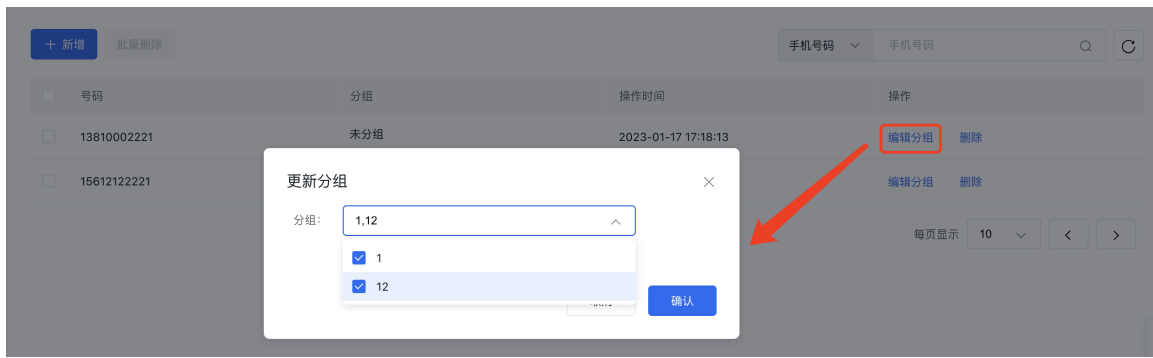 新增 批量删除 手机号码 手机号码
号码 分组 操作时间 操作
13810002221 未分组 2023-01-17 17:18:13 编辑分组 删除
15612122221 编辑分组 删除
更新分组
分组: 1,12
1
12
确认
每页显示 10